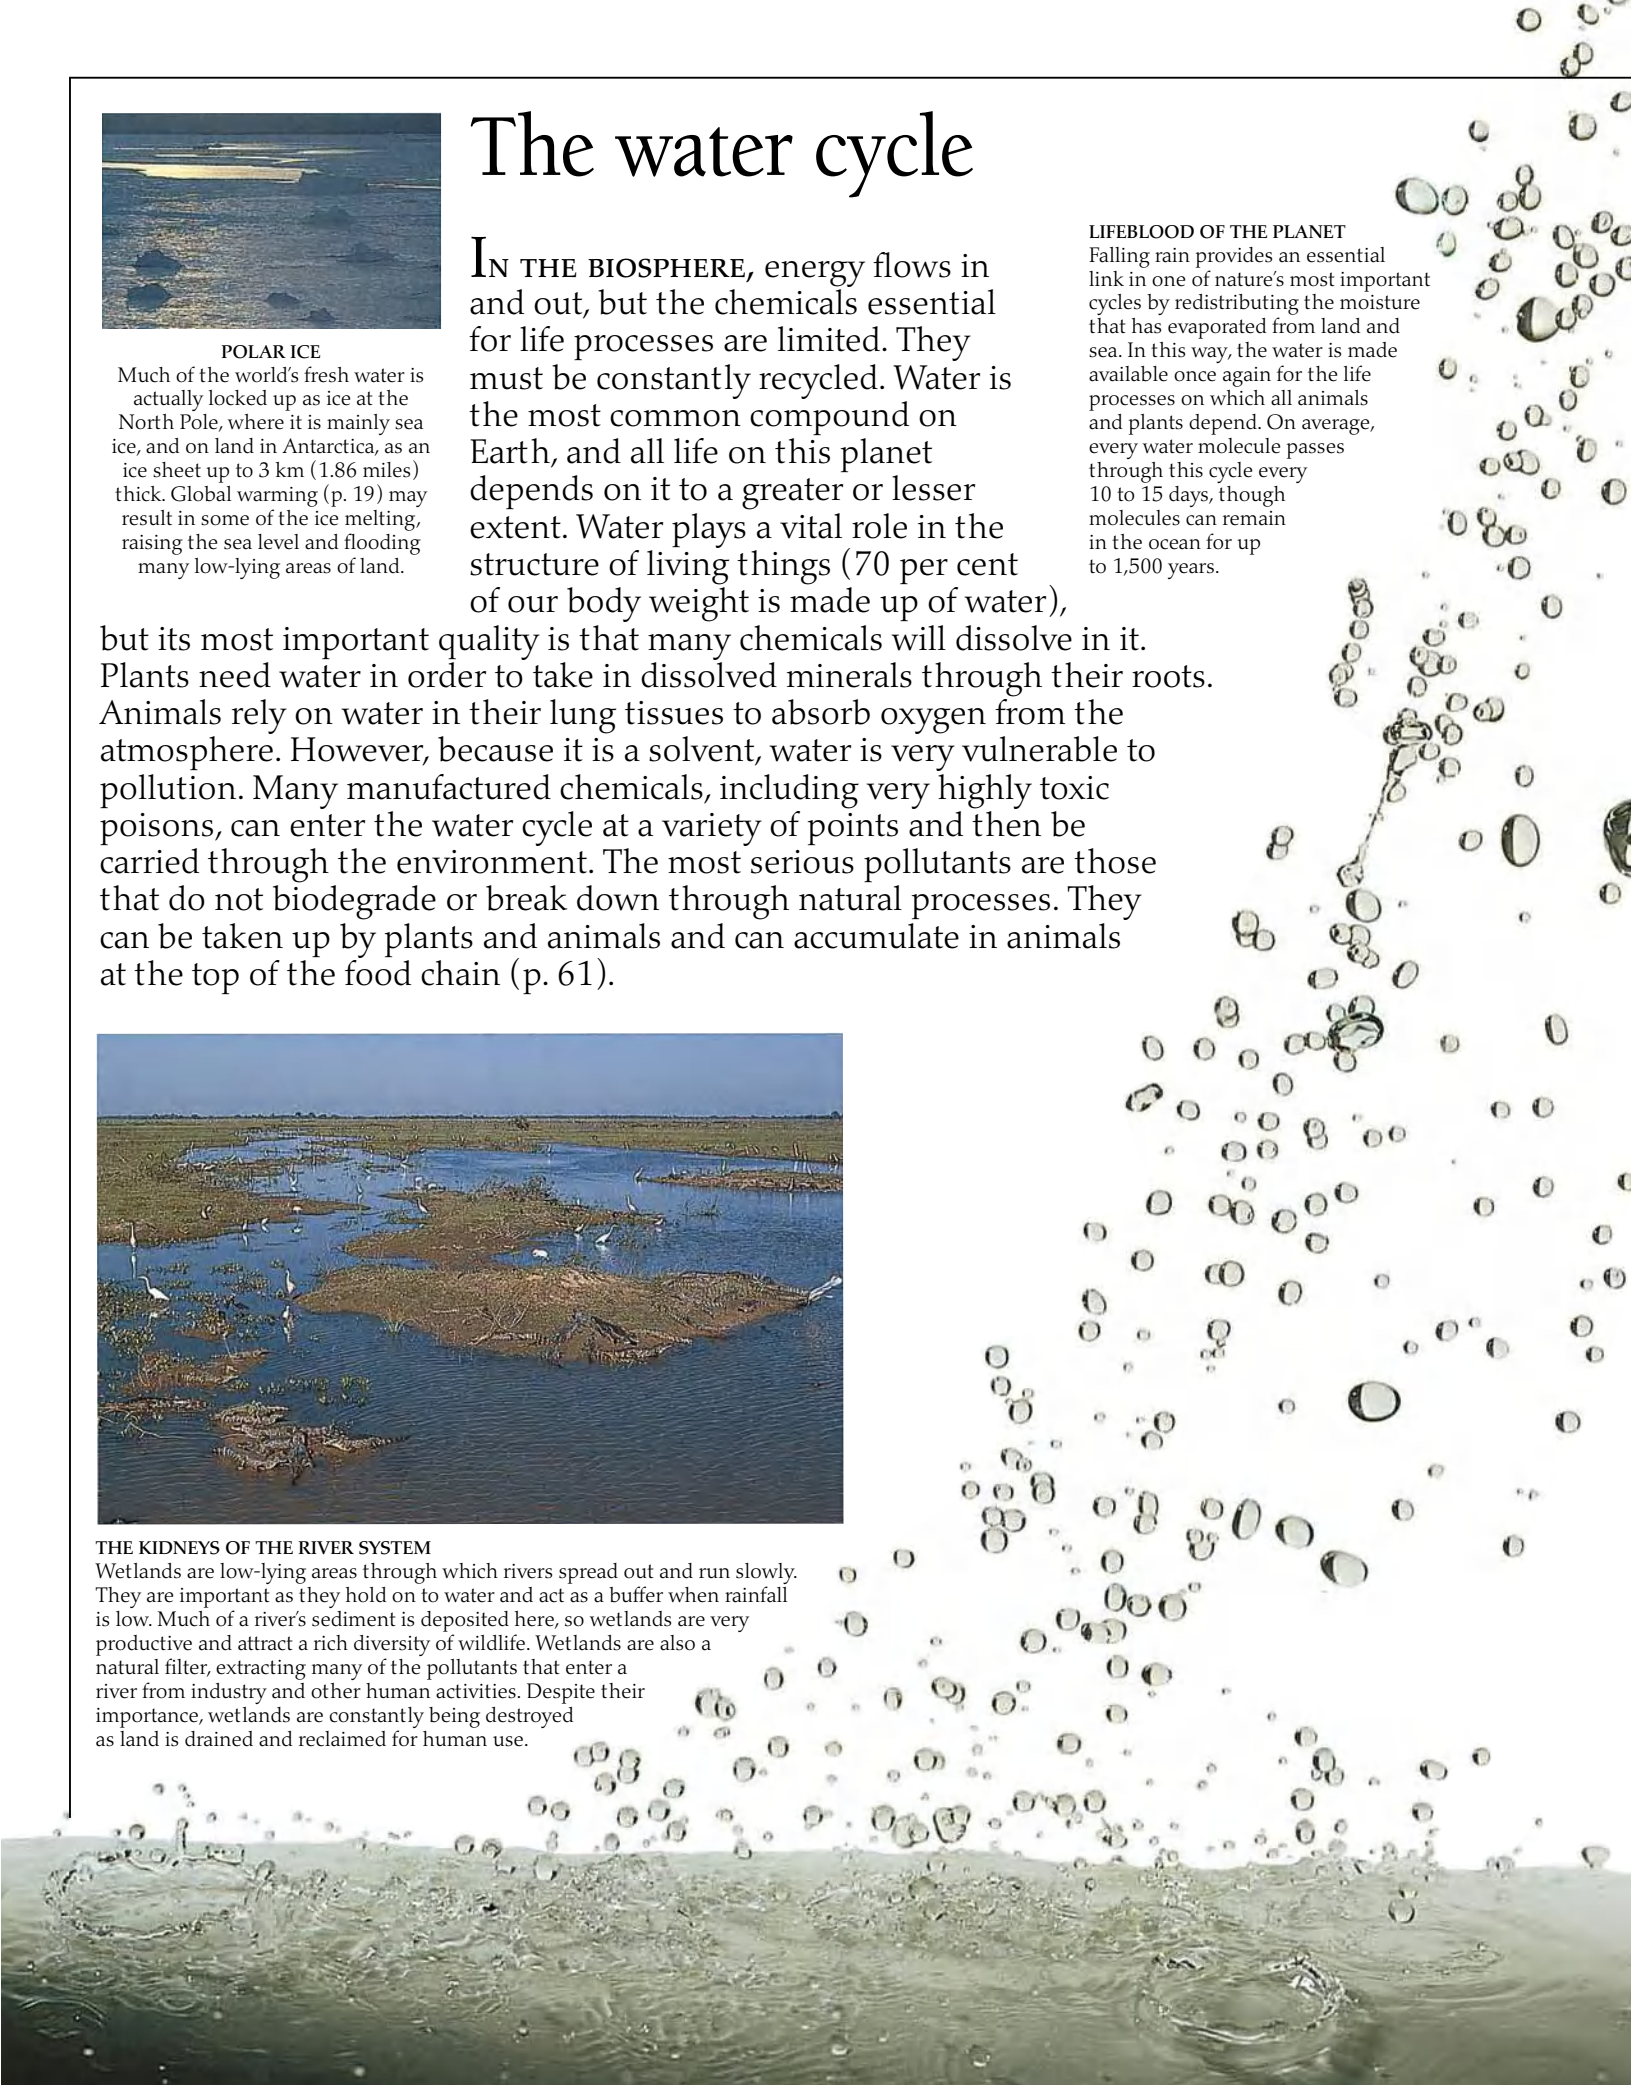 The water cycle
POLAR ICE
Much of the world's fresh water is
actually locked up as ice at the
North Pole, where it is mainly sea
ice, and on land in Antarctica, as an
ice sheet up to 3 km (1.86 miles)
thick. Global warming (p. 19) may
result in some of the ice melting,
raising the sea level and flooding
many low-lying areas of land.
IN THE BIOSPHERE, energy flows in
and out, but the chemicals essential
for life processes are limited. They
must be constantly recycled. Water is
the most common compound on
Earth, and all life on this planet
depends on it to a greater or lesser
extent. Water plays a vital role in the
structure of living things (70 per cent
of our body weight is made up of water),
but its most important quality is that many chemicals will dissolve in it.
Plants need water in order to take in dissolved minerals through their roots.
Animals rely on water in their lung tissues to absorb oxygen from the
atmosphere. However, because it is a solvent, water is very vulnerable to
pollution. Many manufactured chemicals, including very highly toxic
poisons, can enter the water cycle at a variety of points and then be
carried through the environment. The most serious pollutants are those
that do not biodegrade or break down through natural processes. They
can be taken up by plants and animals and can accumulate in animals
at the top of the food chain (p. 61).
LIFEBLOOD OF THE PLANET
Falling rain provides an essential
link in one of nature's most important
cycles by redistributing the moisture
that has evaporated from land and
sea. In this way, the water is made
available once again for the life
processes on which all animals
and plants depend. On average,
every water molecule passes
through this cycle every
10 to 15 days, though
molecules can remain
in the ocean for up
to 1,500 years.
THE KIDNEYS OF THE RIVER SYSTEM
Wetlands are low-lying areas through which rivers spread out and run slowly.
They are important as they hold on to water and act as a buffer when rainfall
is low. Much of a river's sediment is deposited here, so wetlands are very
productive and attract a rich diversity of wildlife. Wetlands are also a
natural filter, extracting many of the pollutants that enter a
river from industry and other human activities. Despite their
importance, wetlands are constantly being destroyed
as land is drained and reclaimed for human use.